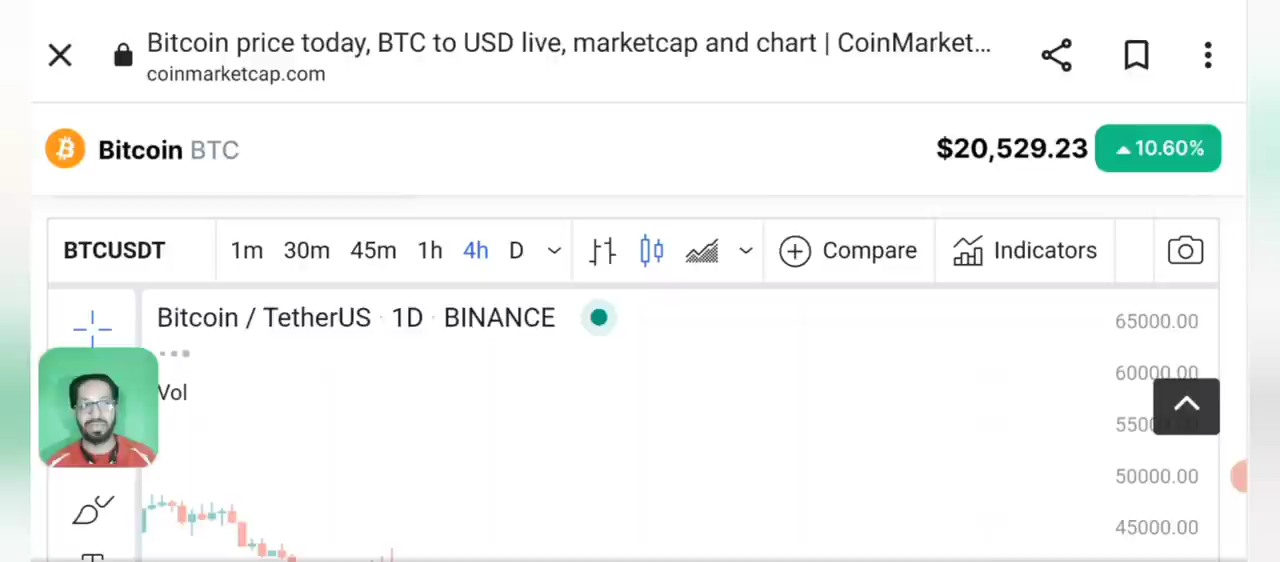 Bitcoin price today, BTC to USD live, marketcap and chart | CoinMarket...
coinmarketcap.com
Bitcoin BTC
$20,529.23 10.60%
BTCUSDT 1m 30m 45m 1h 4h D Compare Indicators
Bitcoin / TetherUS · 1D · BINANCE
Vol
65000.00
60000.00
50000.00
45000.00